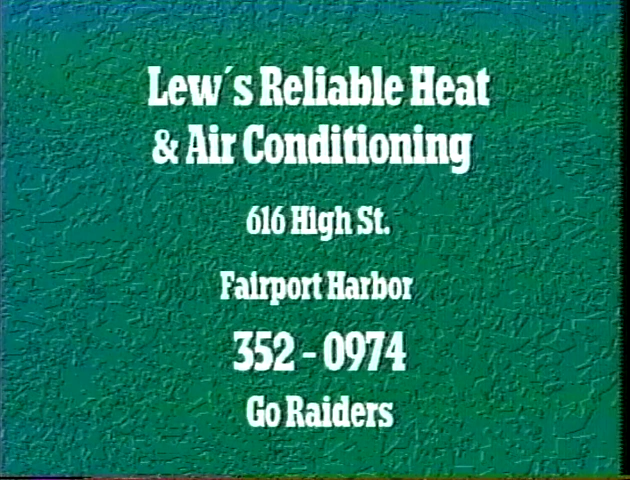 Lew´s Reliable Heat
& Air Conditioning
616 High St.
Fairport Harbor
352 - 0974
Go Raiders